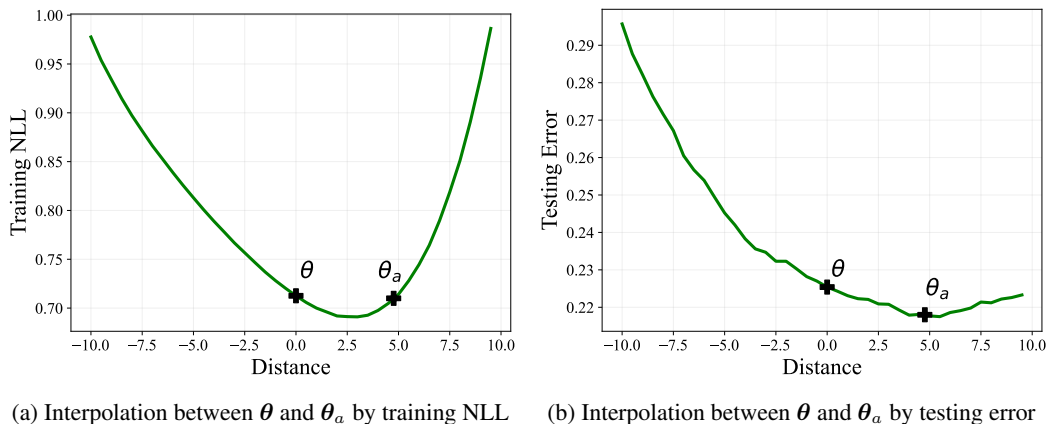 1.00
0.95
0.90
0.85
0.80
0.75
0.70
Training NLL
θ
θₐ
−10.0 −7.5 −5.0 −2.5 0.0 2.5 5.0 7.5 10.0
Distance
0.29
0.28
0.27
0.26
0.25
0.24
0.23
0.22
Testing Error
θ
θₐ
−10.0 −7.5 −5.0 −2.5 0.0 2.5 5.0 7.5 10.0
Distance
(a) Interpolation between θ and θₐ by training NLL
(b) Interpolation between θ and θₐ by testing error